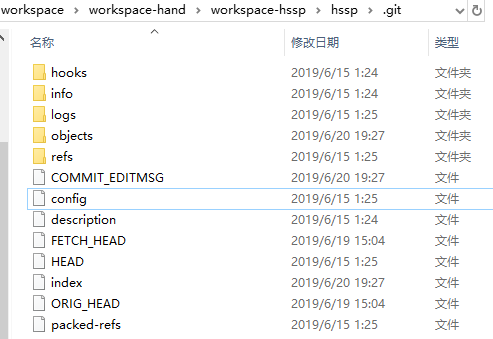 workspace > workspace-hand > workspace-hssp > hssp > .git
名称 修改日期 类型
hooks 2019/6/15 1:24 文件夹
info 2019/6/15 1:24 文件夹
logs 2019/6/15 1:25 文件夹
objects 2019/6/20 19:27 文件夹
refs 2019/6/15 1:25 文件夹
COMMIT_EDITMSG 2019/6/20 19:27 文件
config 2019/6/15 1:25 文件
description 2019/6/15 1:24 文件
FETCH_HEAD 2019/6/19 15:04 文件
HEAD 2019/6/15 1:25 文件
index 2019/6/20 19:27 文件
ORIG_HEAD 2019/6/19 15:04 文件
packed-refs 2019/6/15 1:25 文件